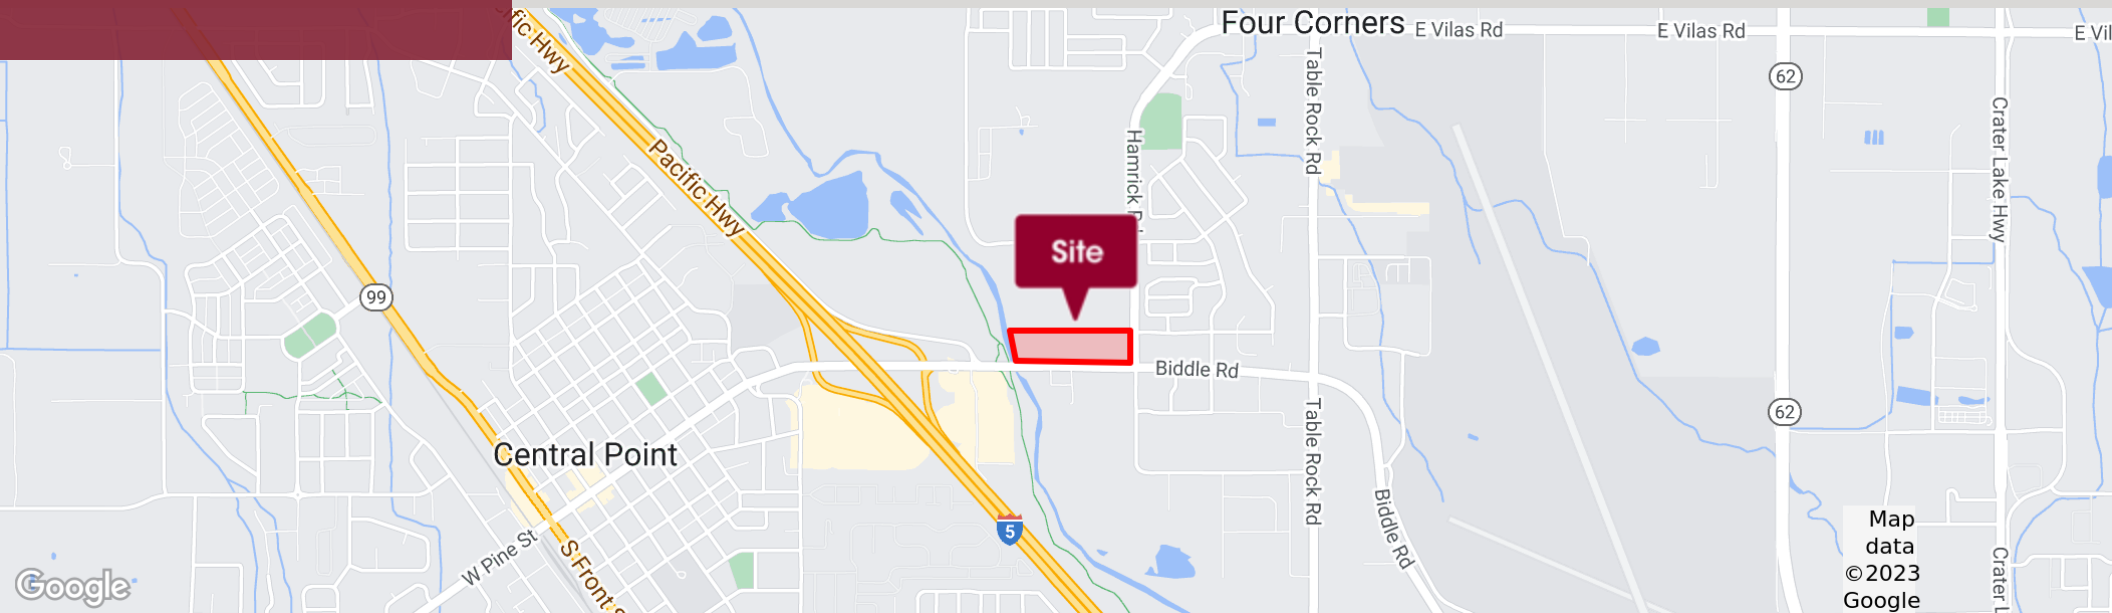 Four Corners
E Vilas Rd
E Vilas Rd
E Vil
fic Hwy
62
Table Rock Rd
Crater Lake Hwy
Hamrick R
Pacific Hwy
Site
99
Biddle Rd
62
Central Point
Table Rock Rd
Biddle Rd
5
W Pine St
S Front S
Map
data
©2023
Google
Crater L
Google